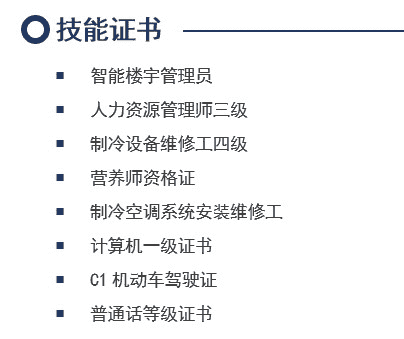 技能证书
智能楼宇管理员
人力资源管理师三级
制冷设备维修工四级
营养师资格证
制冷空调系统安装维修工
计算机一级证书
C1 机动车驾驶证
普通话等级证书